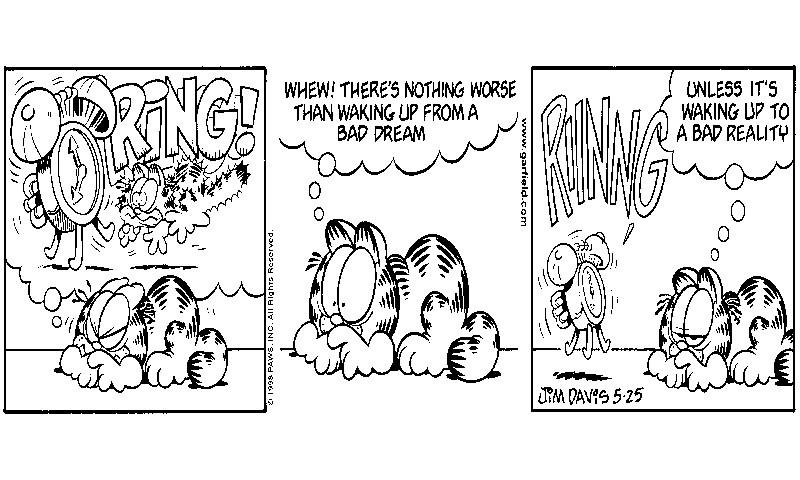 RING!
© 1998 PAWS, INC. All Rights Reserved.
WHEW! THERE'S NOTHING WORSE
THAN WAKING UP FROM A
BAD DREAM
www.garfield.com
RIINNG
UNLESS IT'S
WAKING UP TO
A BAD REALITY
JIM DAVIS 5·25